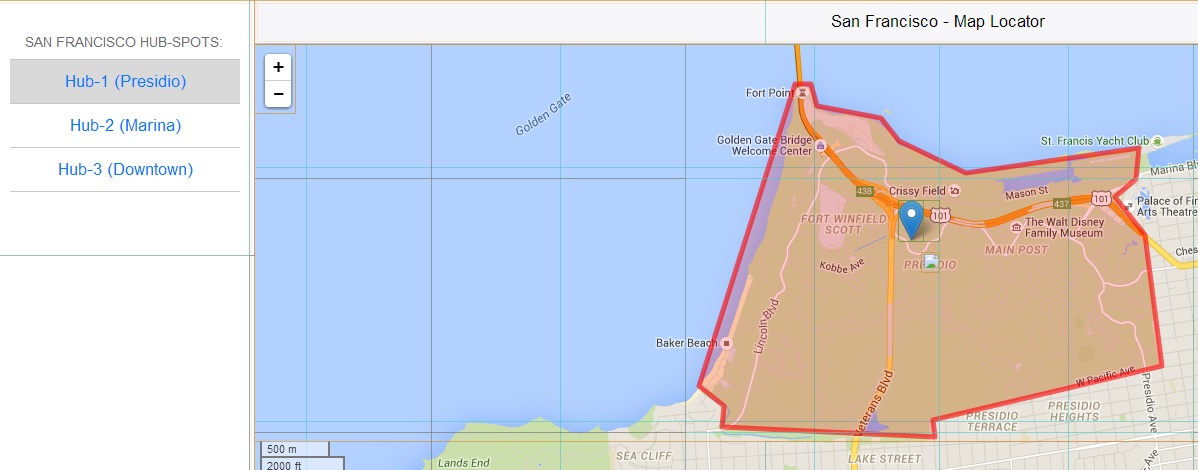 San Francisco - Map Locator
SAN FRANCISCO HUB-SPOTS:
Hub-1 (Presidio)
Hub-2 (Marina)
Hub-3 (Downtown)
+
−
Golden Gate
Fort Point
Golden Gate Bridge
Welcome Center
St. Francis Yacht Club
Marina
438
Crissy Field
Mason St
437
101
101
Palace of
Arts Theatre
FORT WINFIELD
SCOTT
The Walt Disney
Family Museum
MAIN POST
Kobbe Ave
PRESIDIO
Lincoln Blvd
Baker Beach
W Pacific Ave
Veterans Blvd
Presidio Ave
PRESIDIO
HEIGHTS
PRESIDIO
TERRACE
500 m
2000 ft
Lands End
SEA CLIFF
LAKE STREET